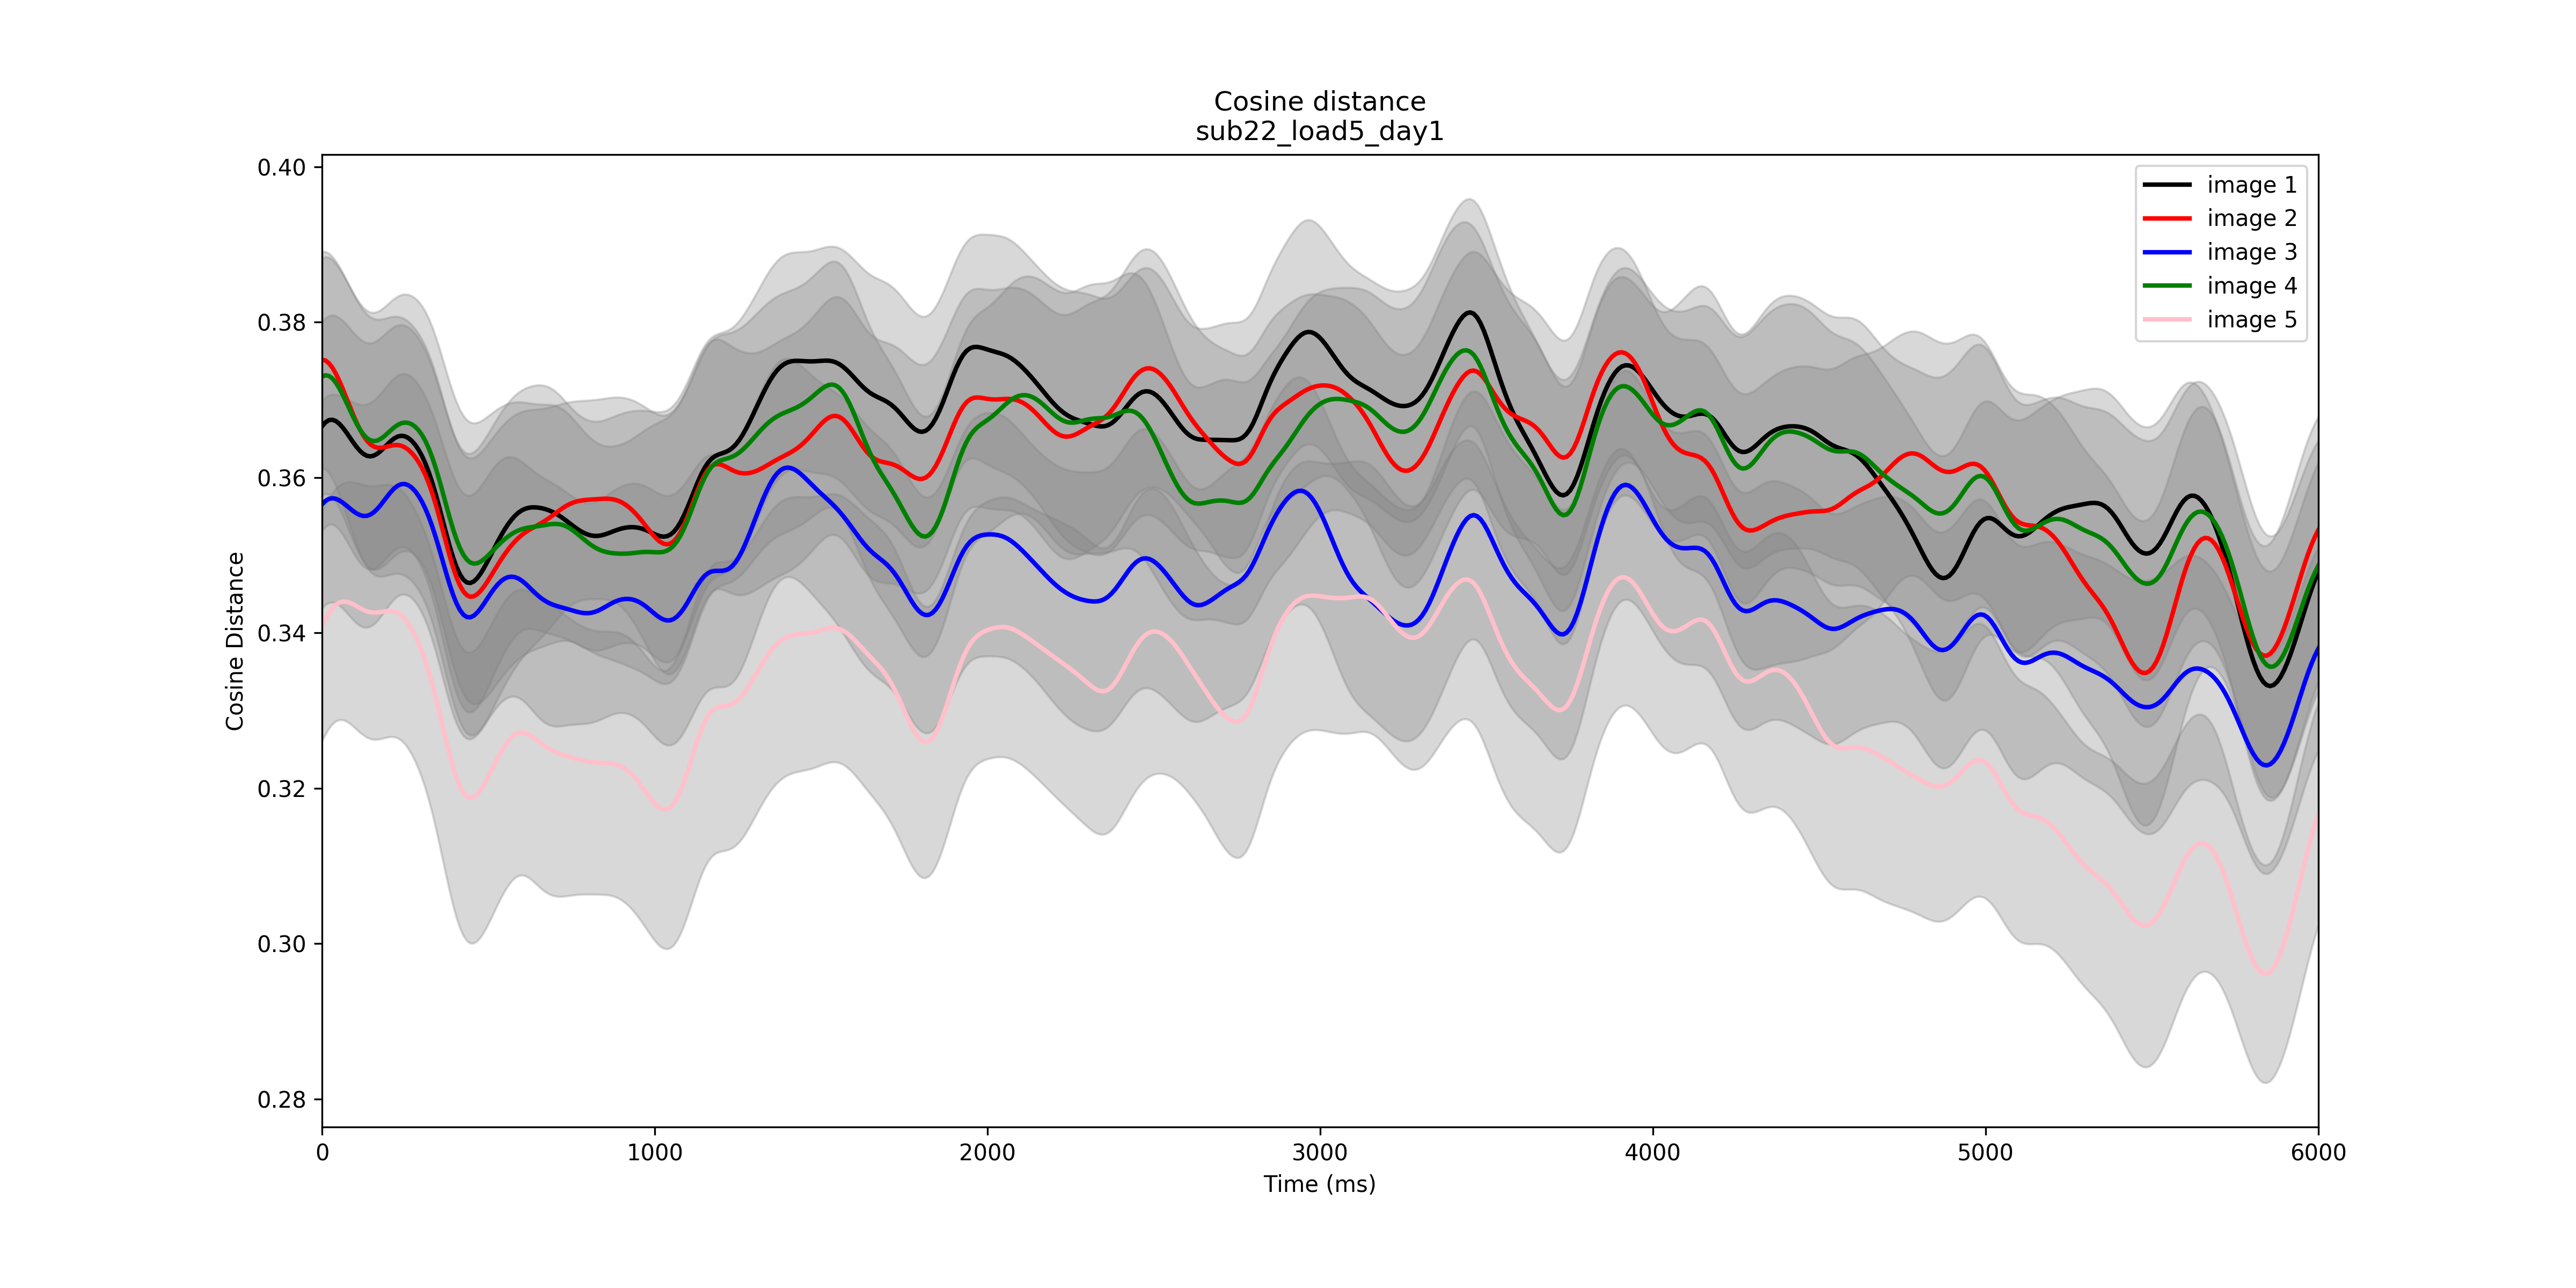 Cosine distance
sub22_load5_day1
0.40
0.38
0.36
0.34
0.32
0.30
0.28
Cosine Distance
image 1
image 2
image 3
image 4
image 5
0
1000
2000
3000
4000
5000
6000
Time (ms)